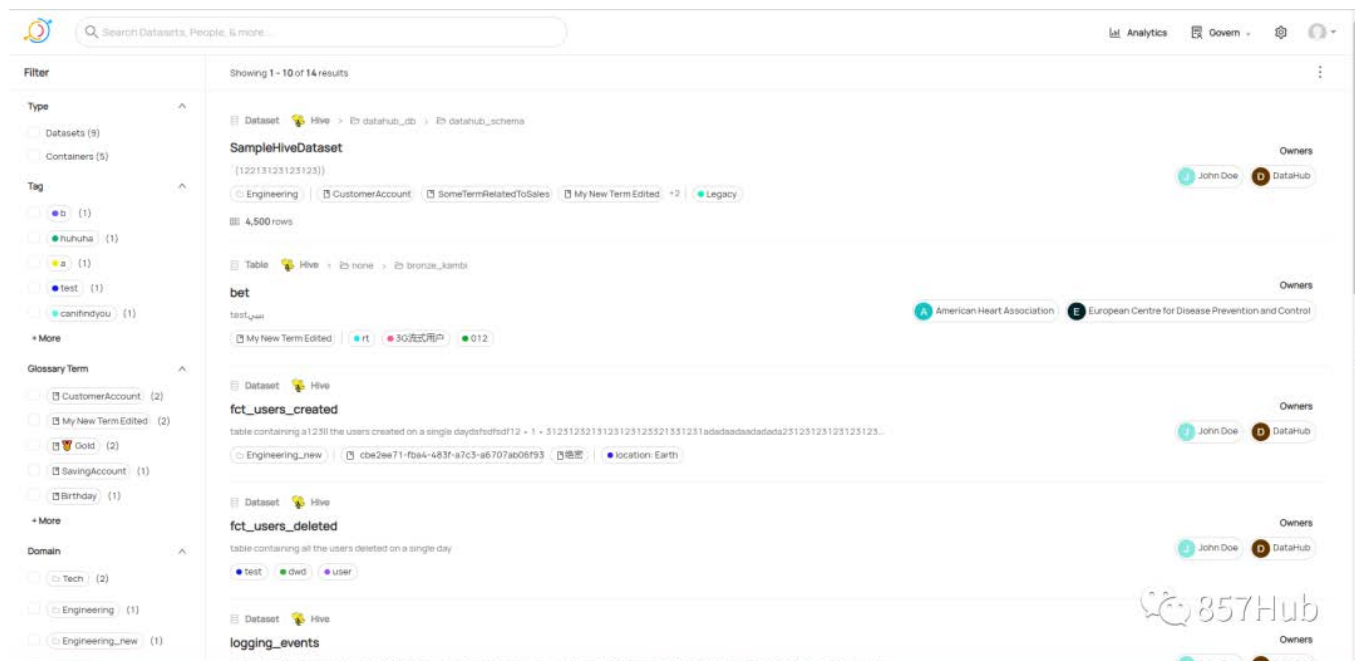 Search Datasets, People, & more...
Analytics
Govern
Filter
Showing 1 - 10 of 14 results
Type
Datasets (9)
Containers (5)
Tag
b (1)
huhuha (1)
a (1)
test (1)
canifindyou (1)
+ More
Glossary Term
CustomerAccount (2)
My New Term Edited (2)
Gold (2)
SavingAccount (1)
Birthday (1)
+ More
Domain
Tech (2)
Engineering (1)
Engineering_new (1)
Dataset Hive > datahub_db > datahub_schema
SampleHiveDataset
Owners
John Doe D DataHub
Engineering CustomerAccount SomeTermRelatedToSales My New Term Edited +2 Legacy
4,500 rows
Table Hive > none > bronze_kambi
bet
Owners
A American Heart Association E European Centre for Disease Prevention and Control
My New Term Edited rt 3G流式用户 012
Dataset Hive
fct_users_created
Owners
J John Doe D DataHub
Engineering_new cbe2ee71-fba4-483f-a7c3-a6707ab06f93 绝密 location: Earth
Dataset Hive
fct_users_deleted
Owners
table containing all the users deleted on a single day
J John Doe D DataHub
test dwd user
Dataset Hive
logging_events
Owners
857Hub